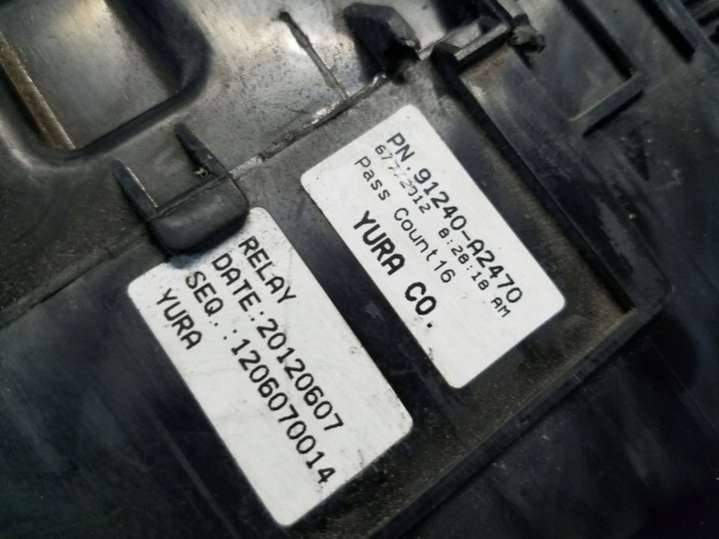 PN.:91240-A2470
6/7/2012 8:28:18 AM
Pass Count16
YURA CO.
RELAY
DATE:20120607
SEQ.:1206070014
YURA